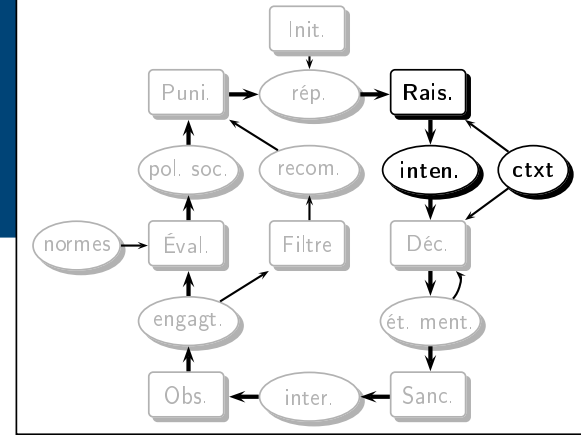 Init.
Puni.
rép.
Rais.
pol. soc.
recom.
inten.
ctxt
normes
Éval.
Filtre
Déc.
engagt.
ét. ment.
Obs.
inter.
Sanc.